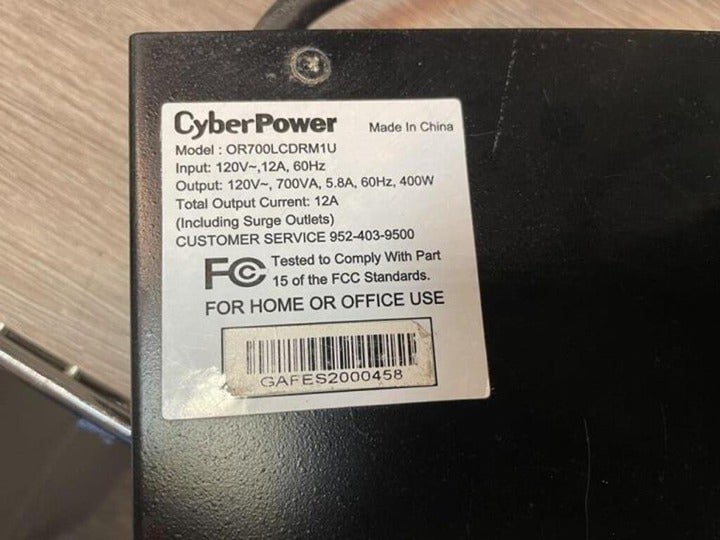 CyberPower Made In China
Model : OR700LCDRM1U
Input: 120V~,12A, 60Hz
Output: 120V~, 700VA, 5.8A, 60Hz, 400W
Total Output Current: 12A
(Including Surge Outlets)
CUSTOMER SERVICE 952-403-9500
FC Tested to Comply With Part
15 of the FCC Standards.
FOR HOME OR OFFICE USE
GAFES2000458